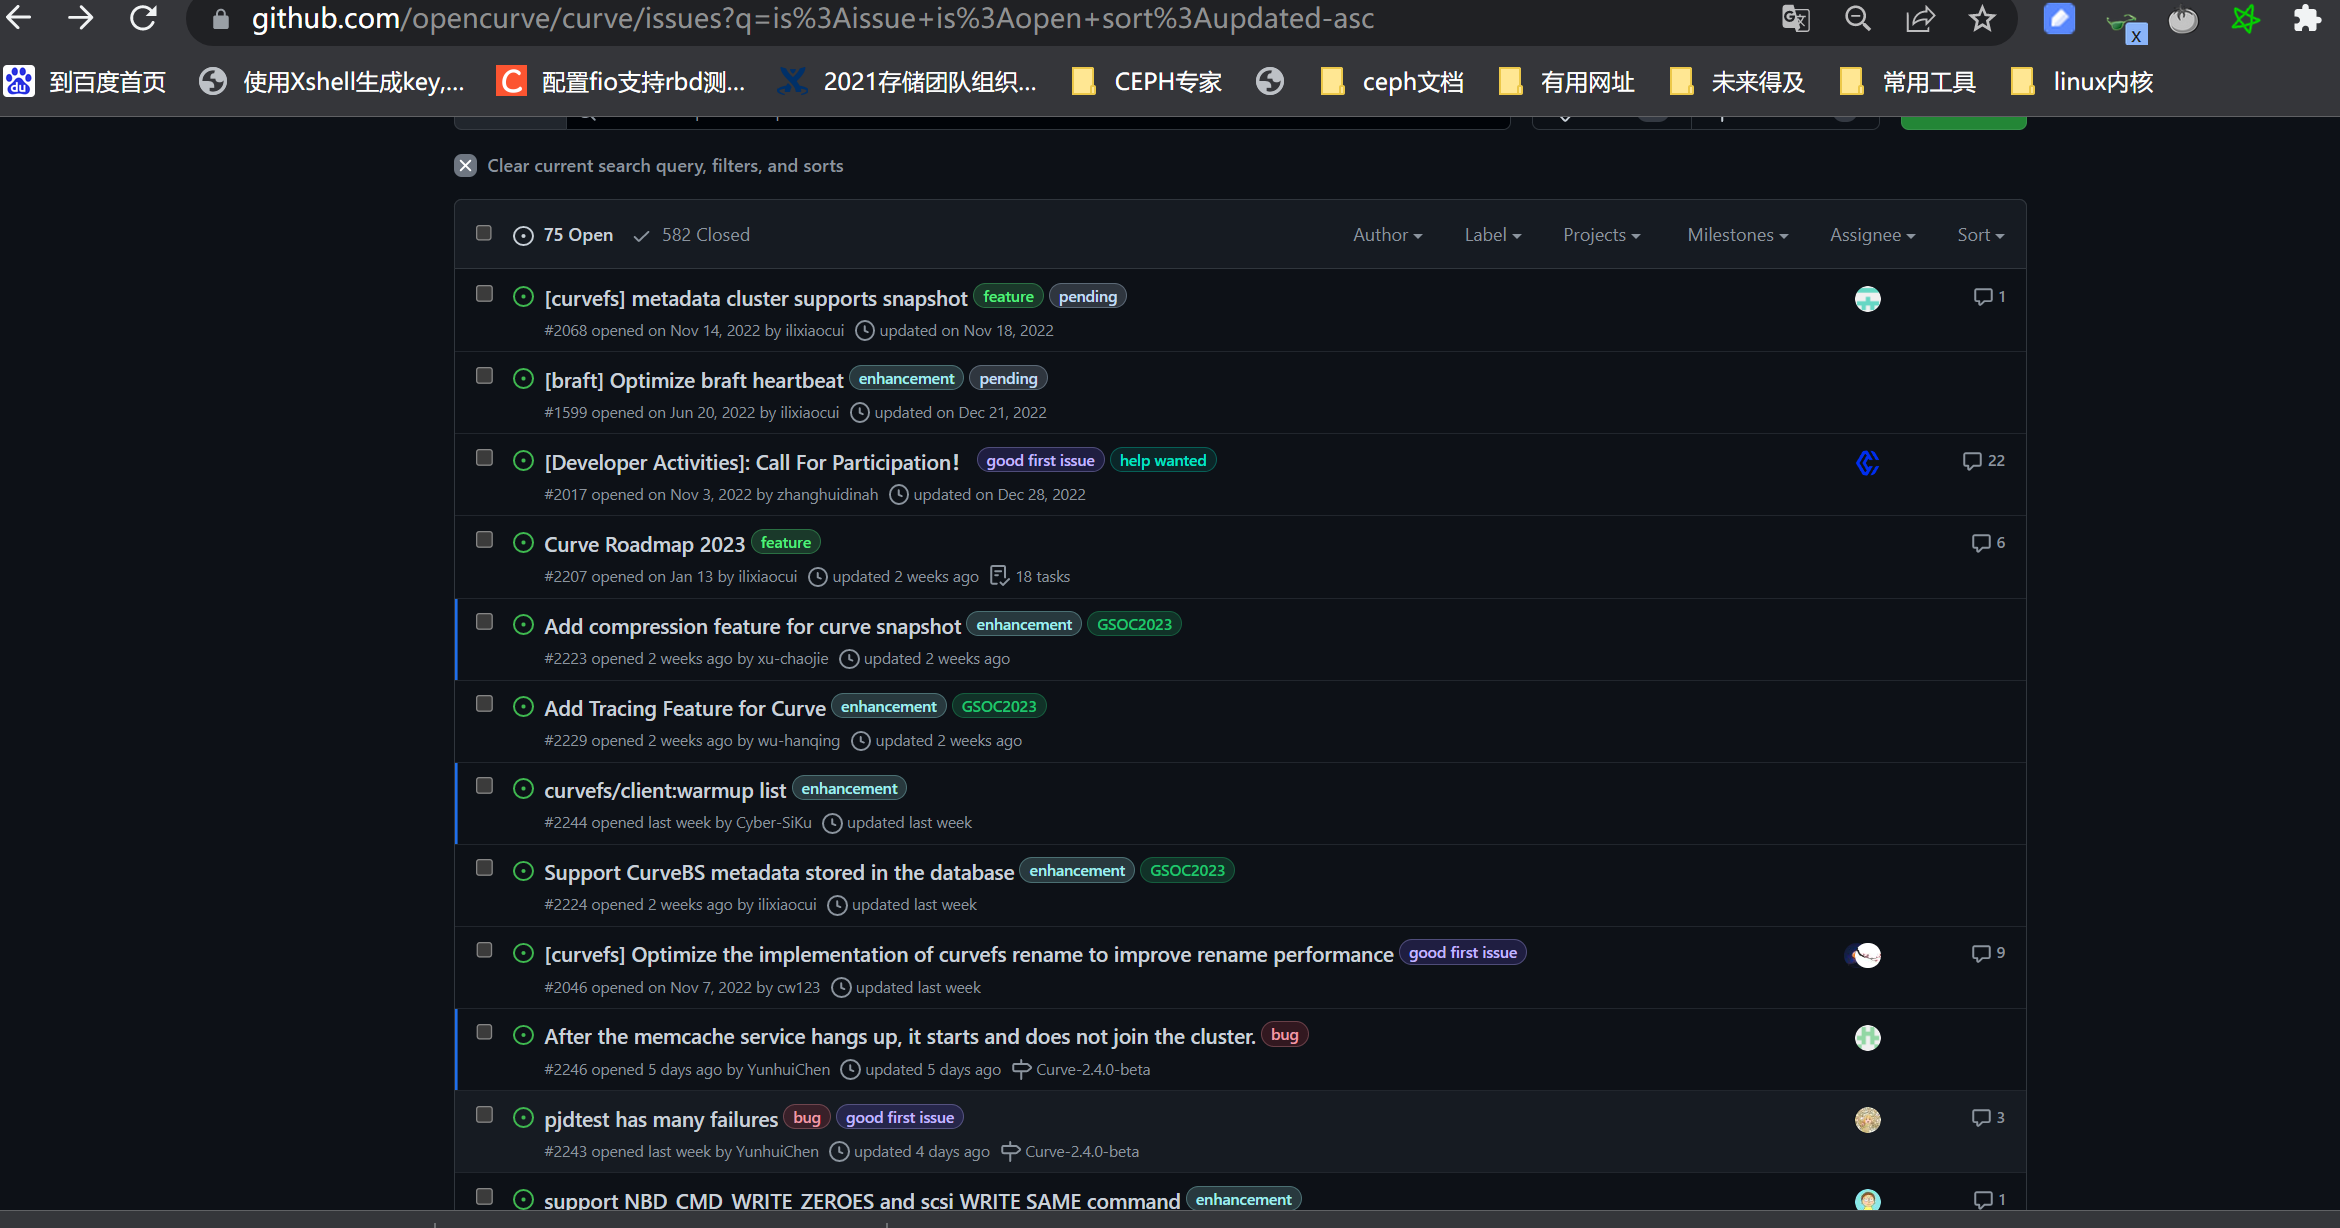 github.com/opencurve/curve/issues?q=is%3Aissue+is%3Aopen+sort%3Aupdated-asc
到百度首页 使用Xshell生成key,... 配置fio支持rbd测... 2021存储团队组织... CEPH专家 ceph文档 有用网址 未来得及 常用工具 linux内核
Clear current search query, filters, and sorts
75 Open 582 Closed Author Label Projects Milestones Assignee Sort
[curvefs] metadata cluster supports snapshot feature pending 1
#2068 opened on Nov 14, 2022 by ilixiaocui updated on Nov 18, 2022
[braft] Optimize braft heartbeat enhancement pending
#1599 opened on Jun 20, 2022 by ilixiaocui updated on Dec 21, 2022
[Developer Activities]: Call For Participation！ good first issue help wanted 22
#2017 opened on Nov 3, 2022 by zhanghuidinah updated on Dec 28, 2022
Curve Roadmap 2023 feature 6
#2207 opened on Jan 13 by ilixiaocui updated 2 weeks ago 18 tasks
Add compression feature for curve snapshot enhancement GSOC2023
#2223 opened 2 weeks ago by xu-chaojie updated 2 weeks ago
Add Tracing Feature for Curve enhancement GSOC2023
#2229 opened 2 weeks ago by wu-hanqing updated 2 weeks ago
curvefs/client:warmup list enhancement
#2244 opened last week by Cyber-SiKu updated last week
Support CurveBS metadata stored in the database enhancement GSOC2023
#2224 opened 2 weeks ago by ilixiaocui updated last week
[curvefs] Optimize the implementation of curvefs rename to improve rename performance good first issue 9
#2046 opened on Nov 7, 2022 by cw123 updated last week
After the memcache service hangs up, it starts and does not join the cluster. bug
#2246 opened 5 days ago by YunhuiChen updated 5 days ago Curve-2.4.0-beta
pjdtest has many failures bug good first issue 3
#2243 opened last week by YunhuiChen updated 4 days ago Curve-2.4.0-beta
support NBD_CMD_WRITE_ZEROES and scsi WRITE SAME command enhancement 1